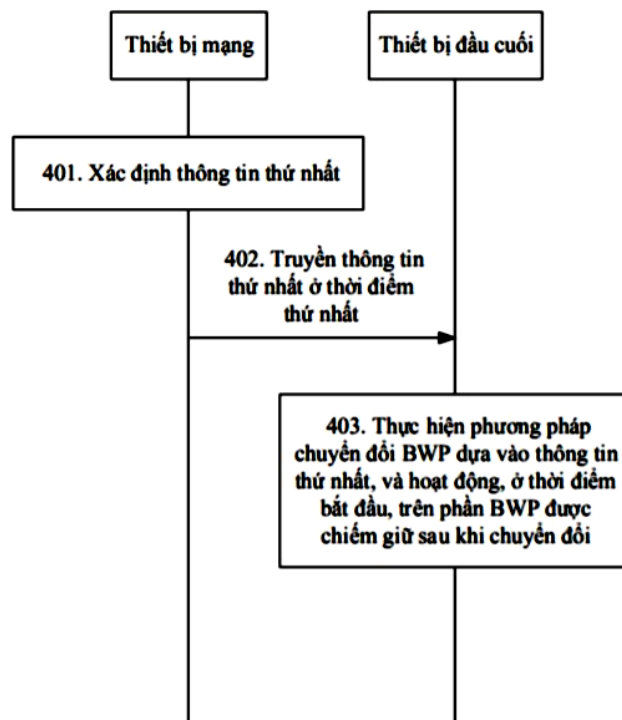 Thiết bị mạng
Thiết bị đầu cuối
401. Xác định thông tin thứ nhất
402. Truyền thông tin
thứ nhất ở thời điểm
thứ nhất
403. Thực hiện phương pháp
chuyển đổi BWP dựa vào thông tin
thứ nhất, và hoạt động, ở thời điểm
bắt đầu, trên phần BWP được
chiếm giữ sau khi chuyển đổi